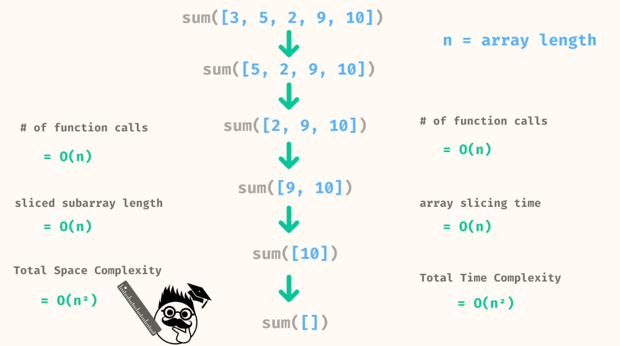 sum([3, 5, 2, 9, 10])
n = array length
sum([5, 2, 9, 10])
sum([2, 9, 10])
sum([9, 10])
sum([10])
sum([])
# of function calls
= O(n)
sliced subarray length
= O(n)
Total Space Complexity
= O(n²)
# of function calls
= O(n)
array slicing time
= O(n)
Total Time Complexity
= O(n²)